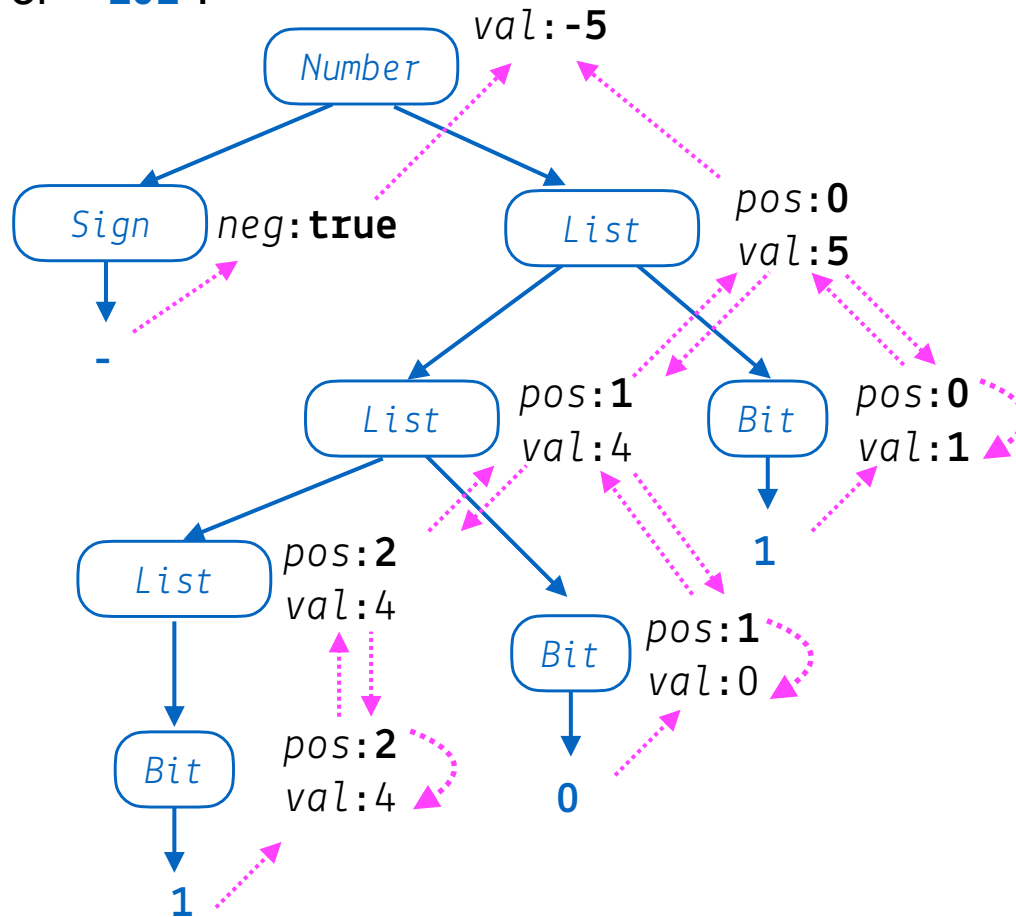 val:-5
Number
Sign
neg:true
List
pos:0
val:5
-
List
pos:1
val:4
Bit
pos:0
val:1
1
List
pos:2
val:4
Bit
pos:1
val:0
0
Bit
pos:2
val:4
1